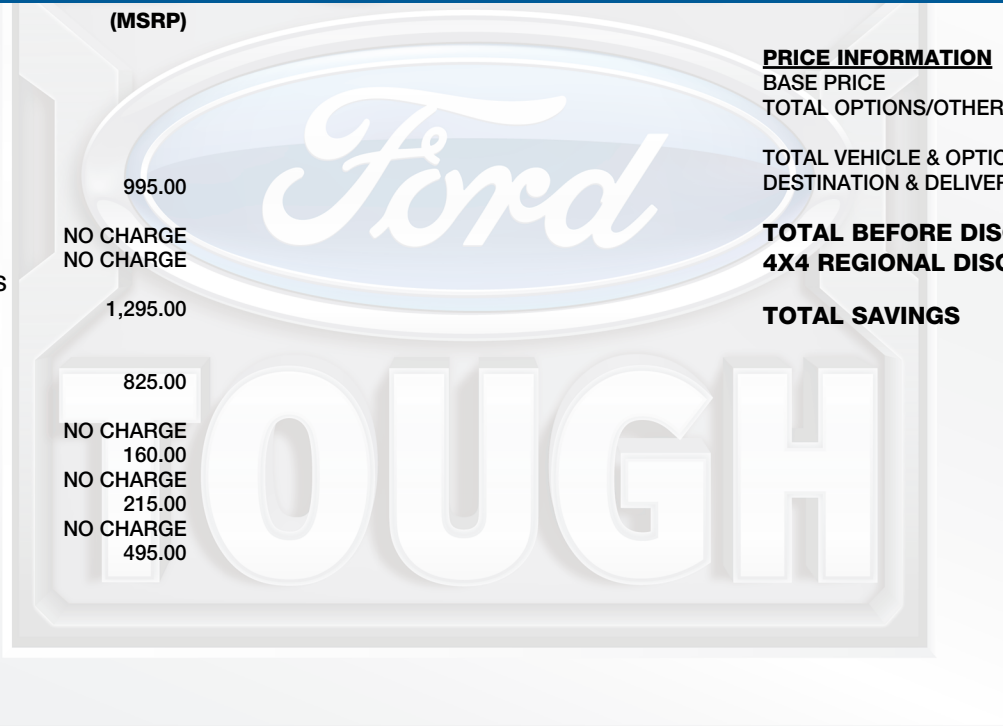 (MSRP)
995.00
NO CHARGE
NO CHARGE
S
1,295.00
825.00
NO CHARGE
160.00
NO CHARGE
215.00
NO CHARGE
495.00
PRICE INFORMATION
BASE PRICE
TOTAL OPTIONS/OTHER
TOTAL VEHICLE & OPTIO
DESTINATION & DELIVER
TOTAL BEFORE DISC
4X4 REGIONAL DISC
TOTAL SAVINGS
Ford
TOUGH